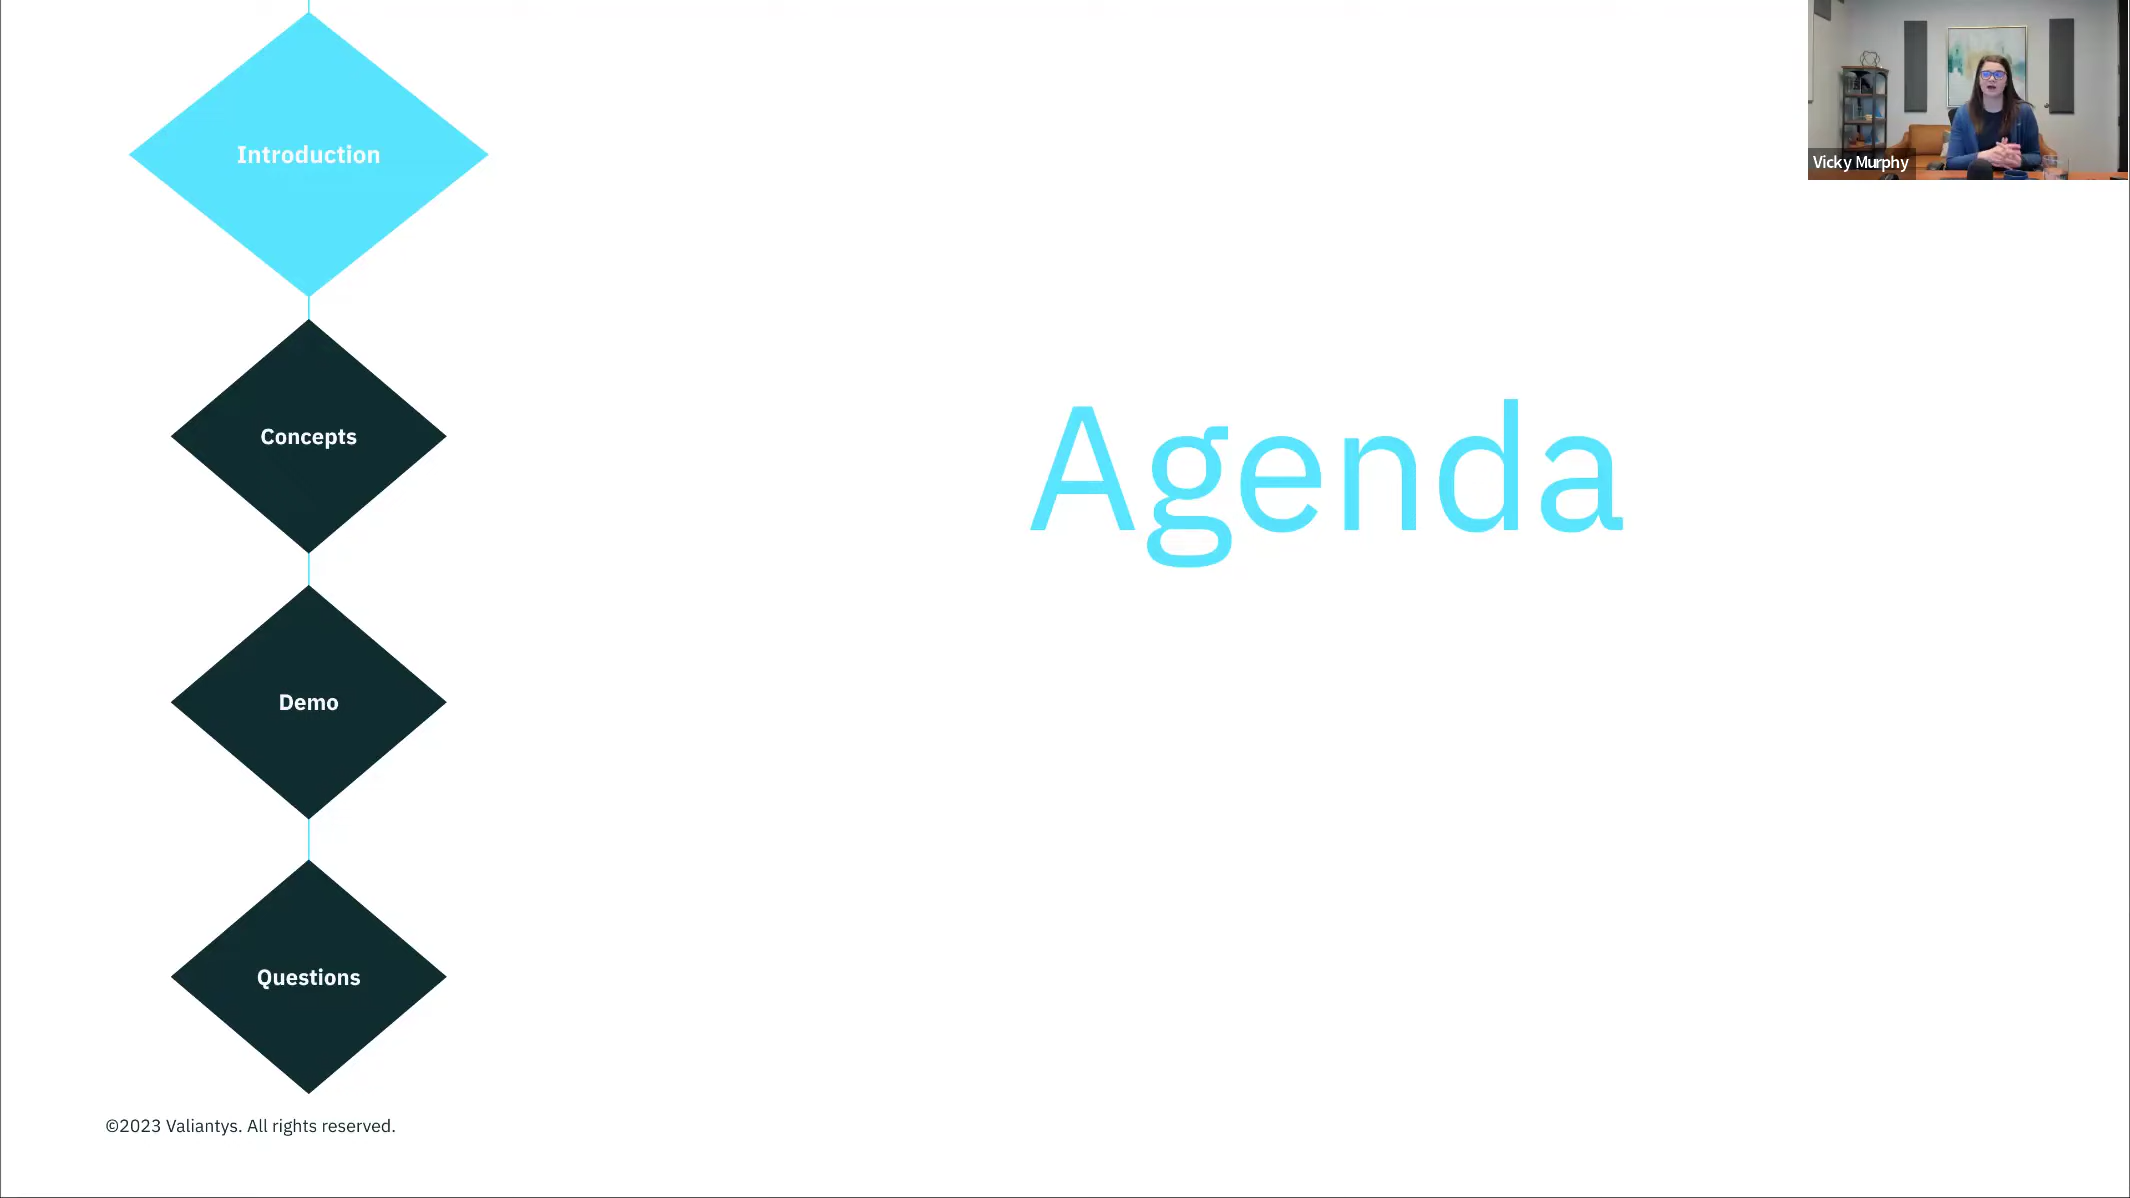 Introduction
Concepts
Demo
Questions
Agenda
Vicky Murphy
©2023 Valiantys. All rights reserved.